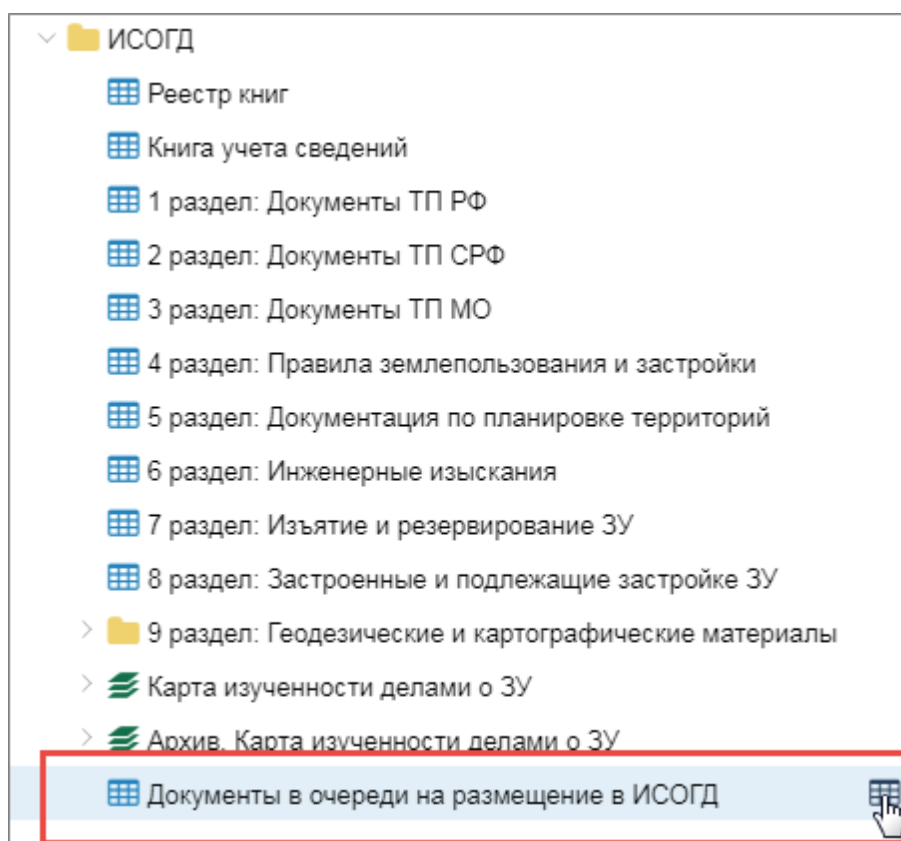 ИСОГД
Реестр книг
Книга учета сведений
1 раздел: Документы ТП РФ
2 раздел: Документы ТП СРФ
3 раздел: Документы ТП МО
4 раздел: Правила землепользования и застройки
5 раздел: Документация по планировке территорий
6 раздел: Инженерные изыскания
7 раздел: Изъятие и резервирование ЗУ
8 раздел: Застроенные и подлежащие застройке ЗУ
9 раздел: Геодезические и картографические материалы
Карта изученности делами о ЗУ
Архив. Карта изученности делами о ЗУ
Документы в очереди на размещение в ИСОГД